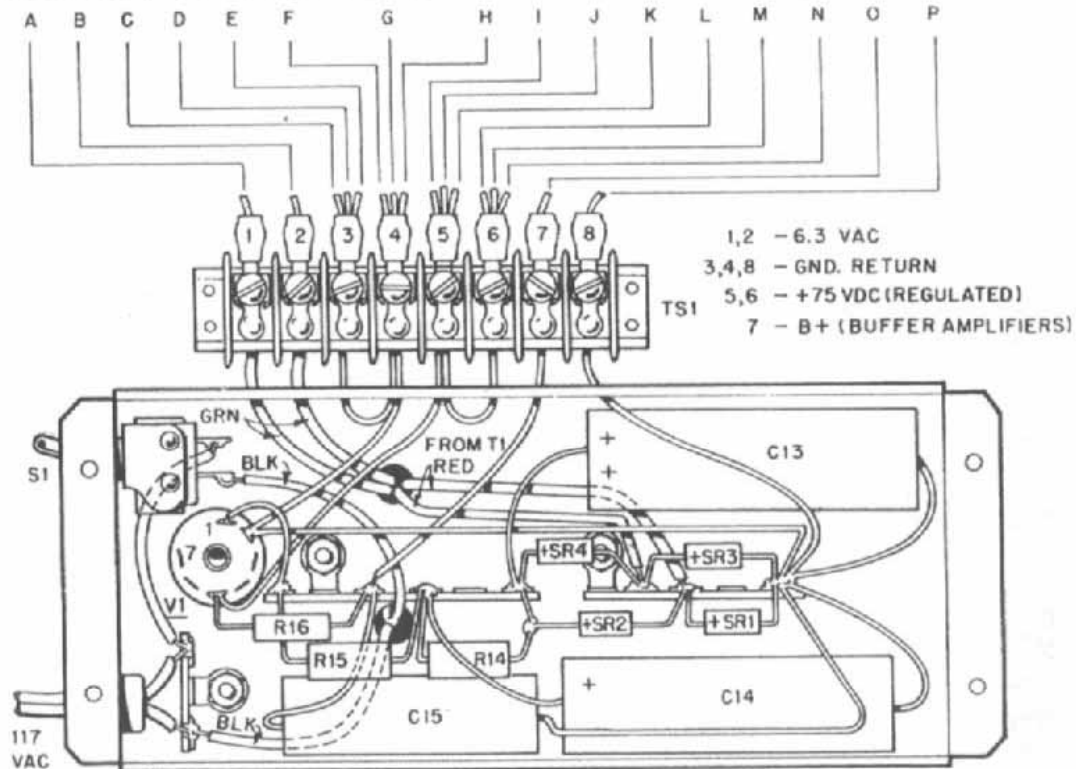 A B C D E F G H I J K L M N O P
1 2 3 4 5 6 7 8
1,2 - 6.3 VAC
3,4,8 - GND. RETURN
5,6 - +75 VDC (REGULATED)
7 - B+ (BUFFER AMPLIFIERS)
TS1
GRN
FROM T1
RED
BLK
S1
+
+
C13
1
7
V1
+SR4
+SR3
R16
+SR2
+SR1
R15
R14
+
C14
C15
BLK
117
VAC